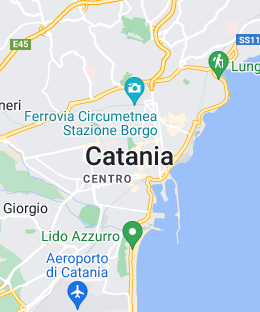 E45
SS11
Lung
neri
Ferrovia Circumetnea
Stazione Borgo
Catania
CENTRO
Giorgio
Lido Azzurro
Aeroporto
di Catania